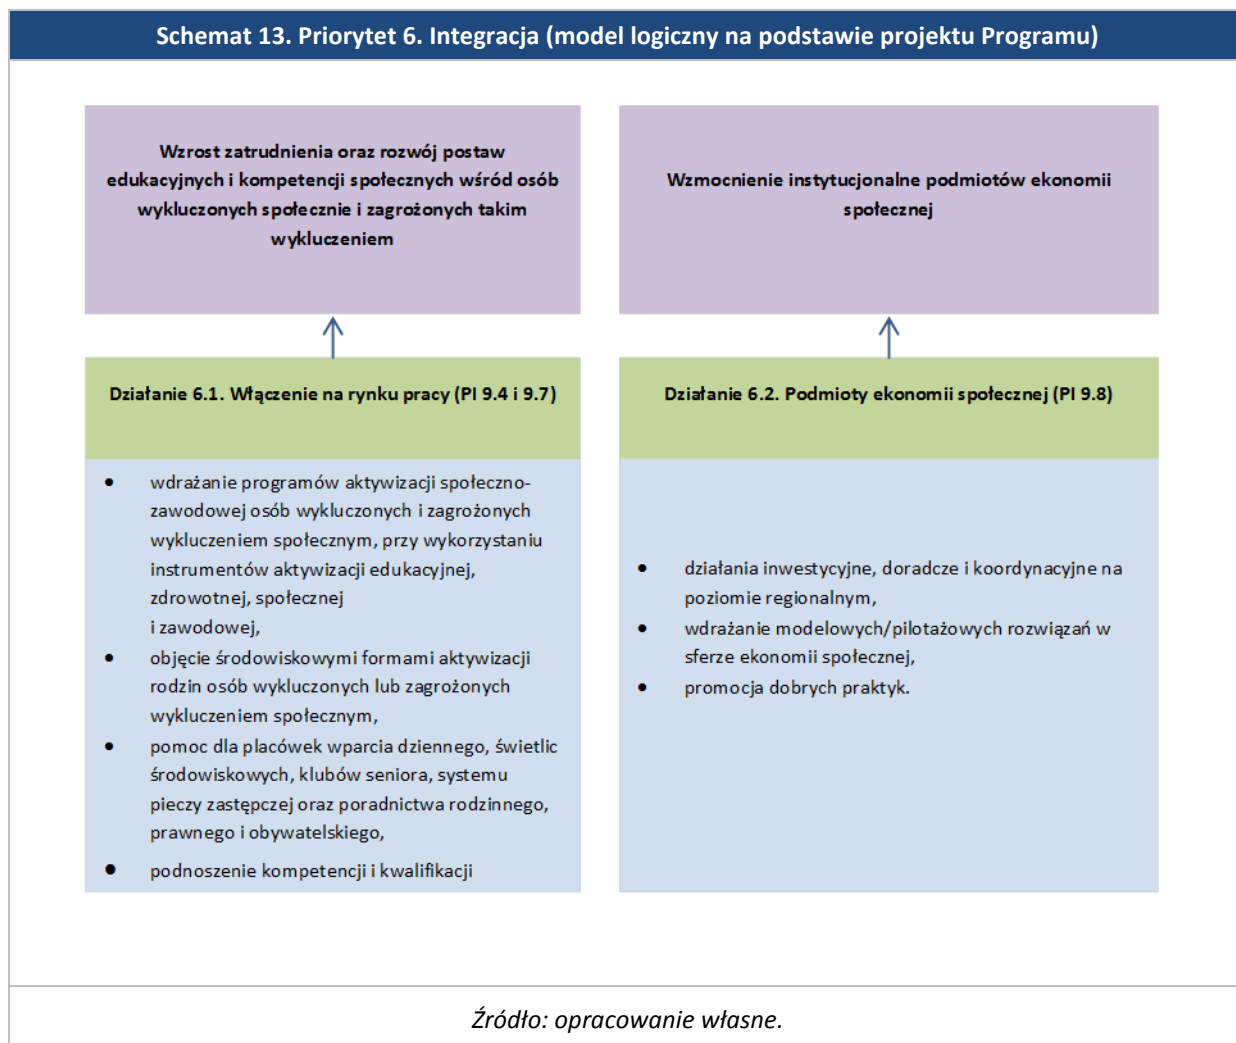 Schemat 13. Priorytet 6. Integracja (model logiczny na podstawie projektu Programu)
Wzrost zatrudnienia oraz rozwój postaw
edukacyjnych i kompetencji społecznych wśród osób
wykluczonych społecznie i zagrożonych takim
wykluczeniem
Działanie 6.1. Włączenie na rynku pracy (PI 9.4 i 9.7)
• wdrażanie programów aktywizacji społeczno-
zawodowej osób wykluczonych i zagrożonych
wykluczeniem społecznym, przy wykorzystaniu
instrumentów aktywizacji edukacyjnej,
zdrowotnej, społecznej
i zawodowej,
• objęcie środowiskowymi formami aktywizacji
rodzin osób wykluczonych lub zagrożonych
wykluczeniem społecznym,
• pomoc dla placówek wparcia dziennego, świetlic
środowiskowych, klubów seniora, systemu
pieczy zastępczej oraz poradnictwa rodzinnego,
prawnego i obywatelskiego,
• podnoszenie kompetencji i kwalifikacji
Wzmocnienie instytucjonalne podmiotów ekonomii
społecznej
Działanie 6.2. Podmioty ekonomii społecznej (PI 9.8)
• działania inwestycyjne, doradcze i koordynacyjne na
poziomie regionalnym,
• wdrażanie modelowych/pilotażowych rozwiązań w
sferze ekonomii społecznej,
• promocja dobrych praktyk.
Źródło: opracowanie własne.